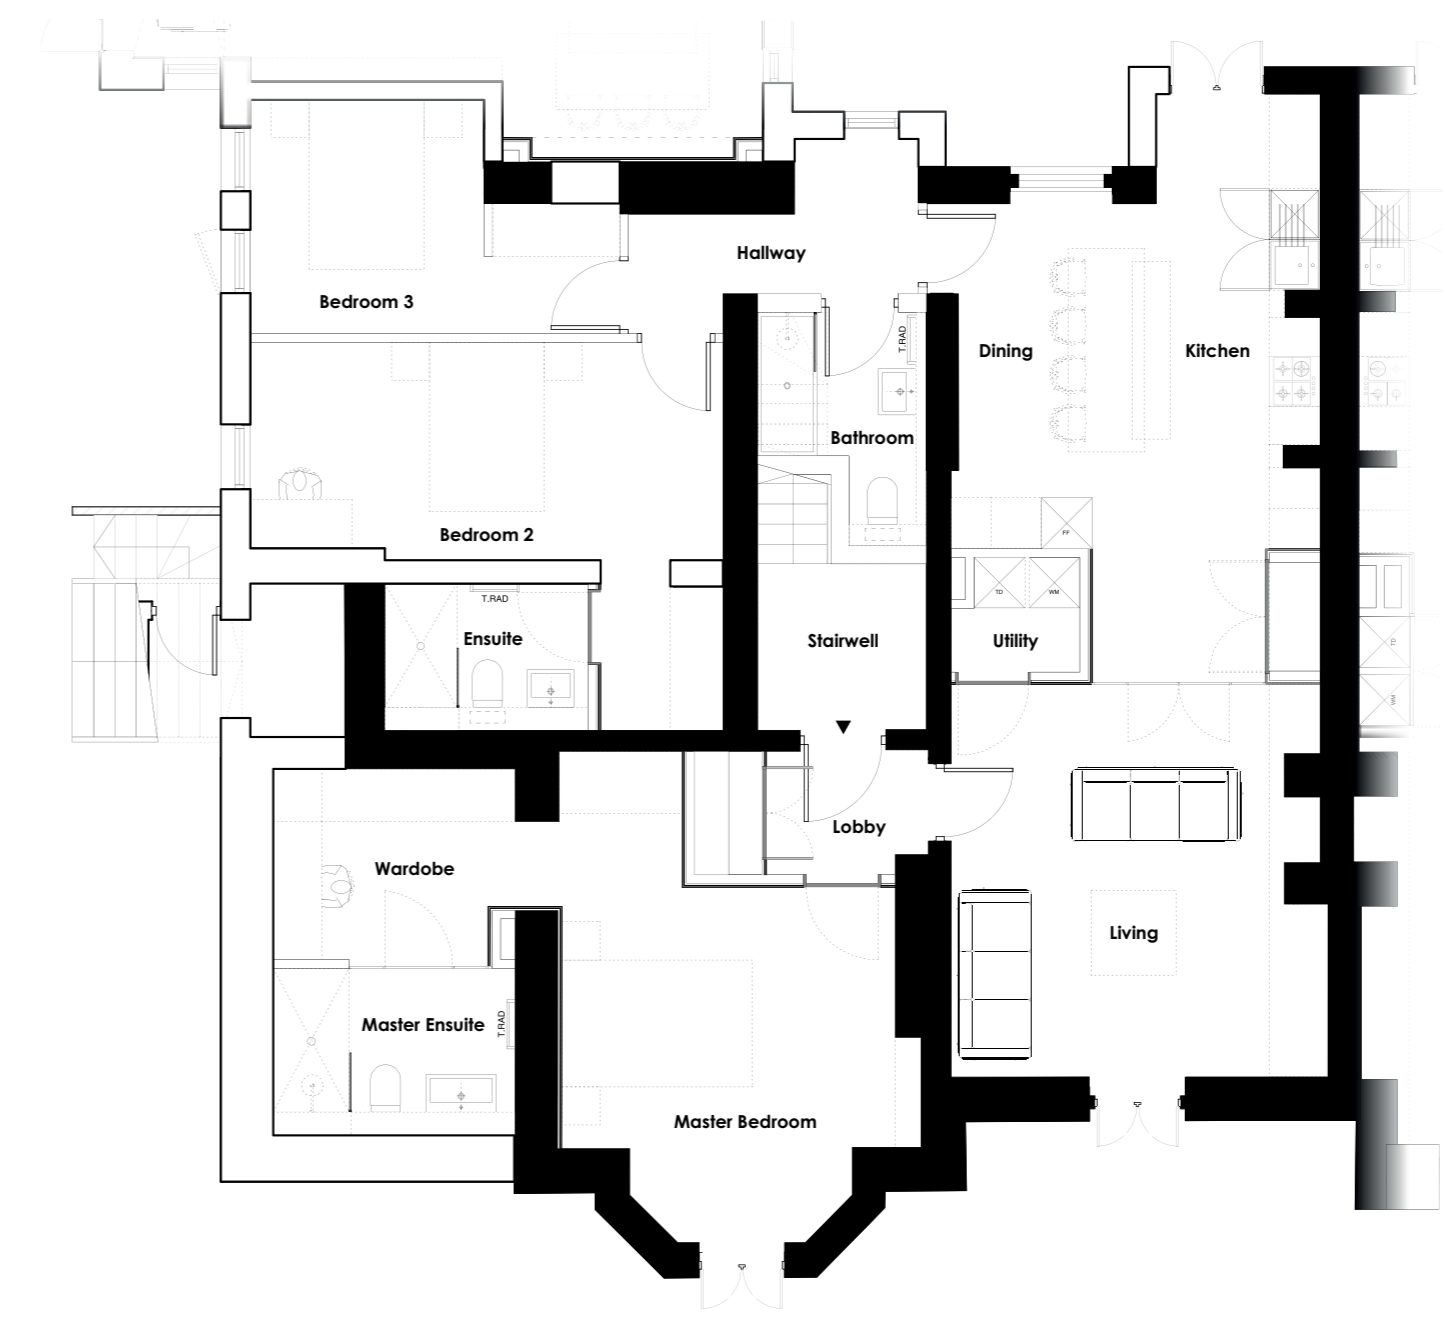 Hallway
Bedroom 3
T.RAD
Dining
Kitchen
Bathroom
Bedroom 2
FF
TD
WM
T.RAD
Ensuite
Stairwell
Utility
TD
WM
Lobby
Wardobe
Living
Master Ensuite
T.RAD
Master Bedroom